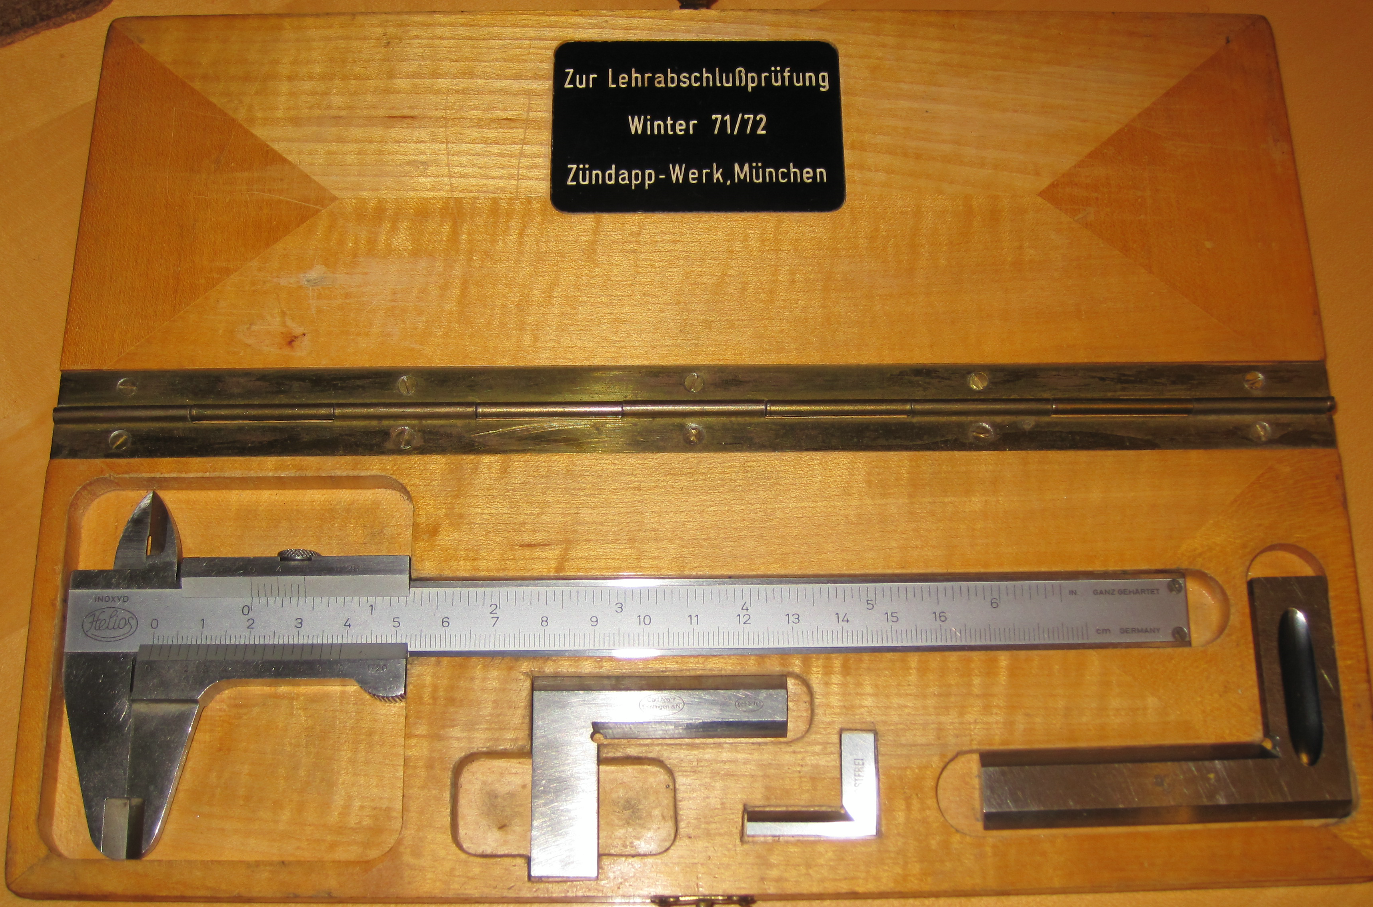 Zur Lehrabschlußprüfung
Winter 71/72
Zündapp-Werk,München
INOXYD
Helios
0 1 2 3 4 5 6 IN GANZ GEHÄRTET
0 1 2 3 4 5 6 7 8 9 10 11 12 13 14 15 16 cm GERMANY